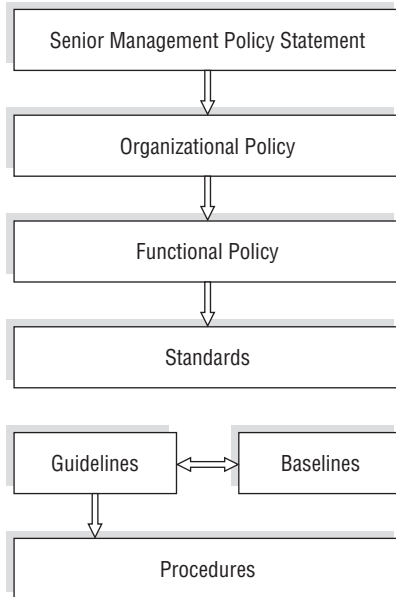 Senior Management Policy Statement
Organizational Policy
Functional Policy
Standards
Guidelines
Baselines
Procedures